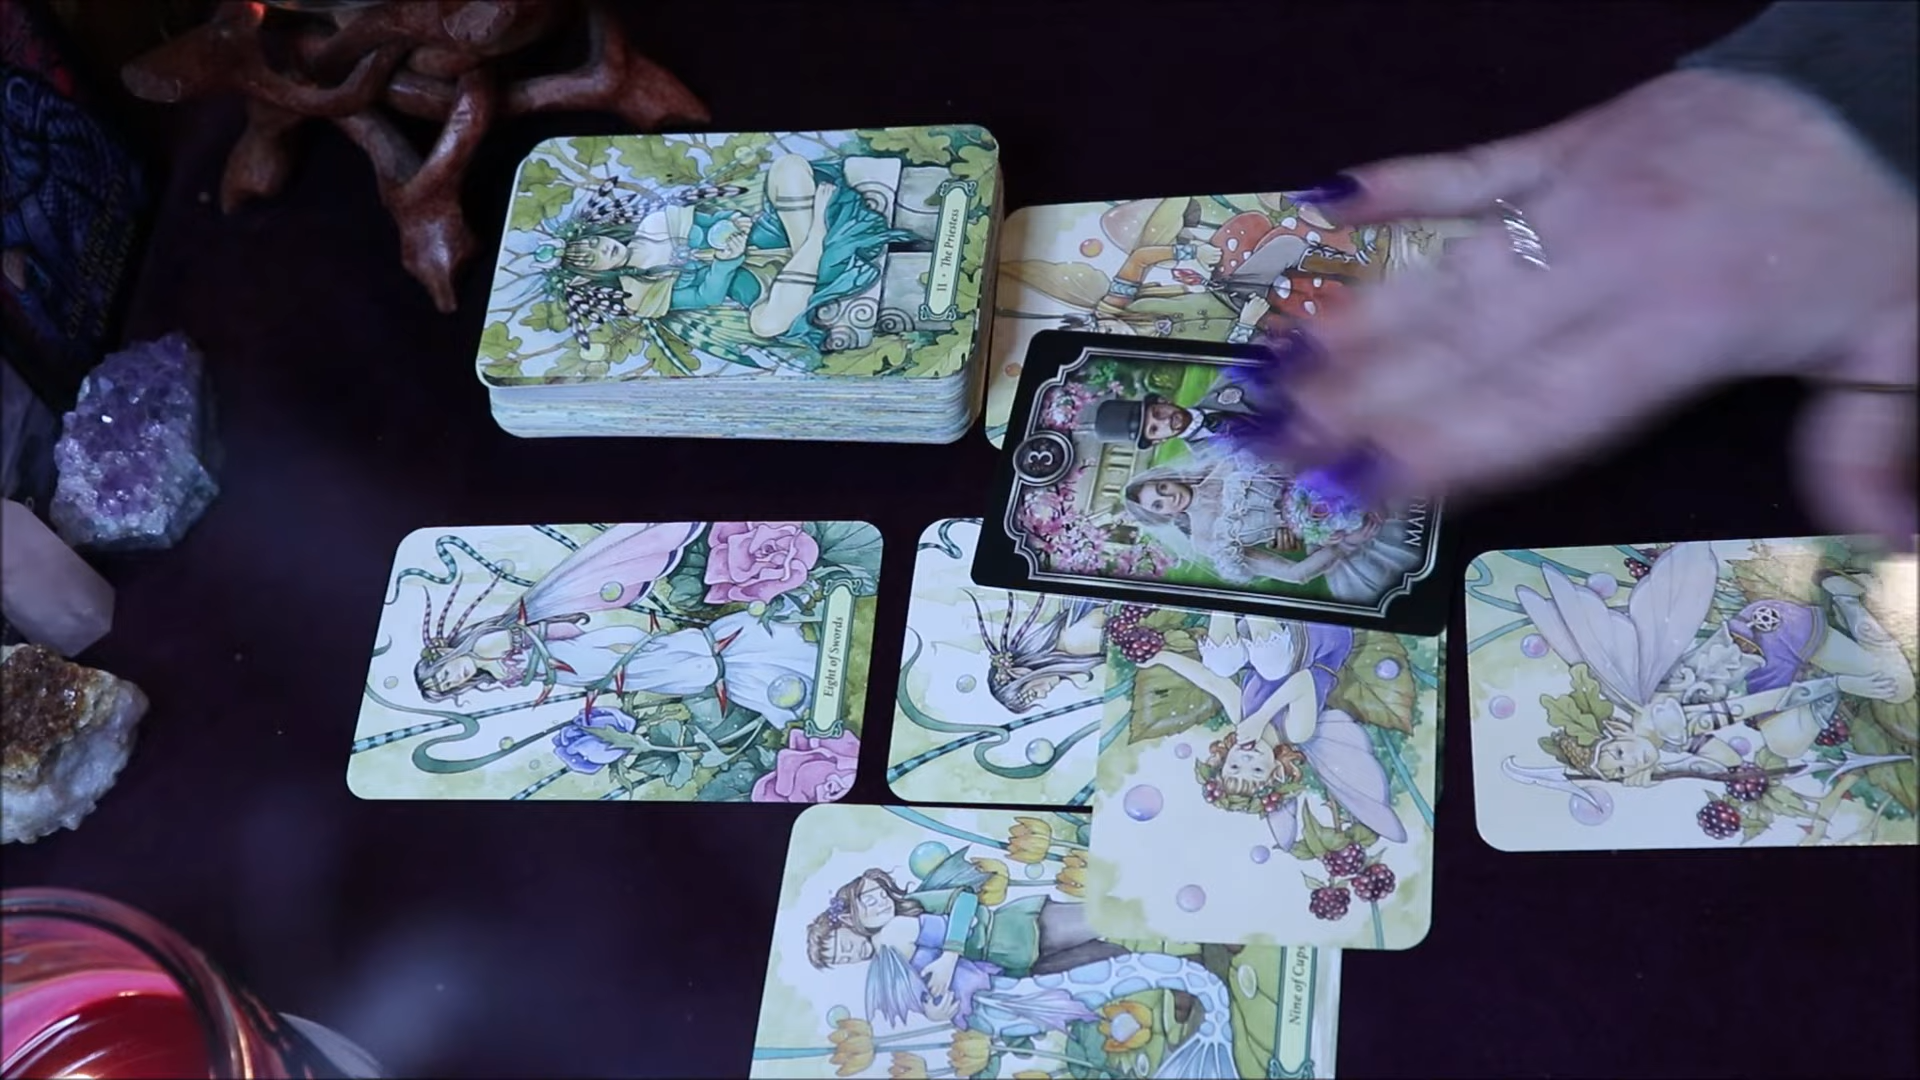 II • The Priestess
3
MAR
Eight of Swords
Nine of Cups